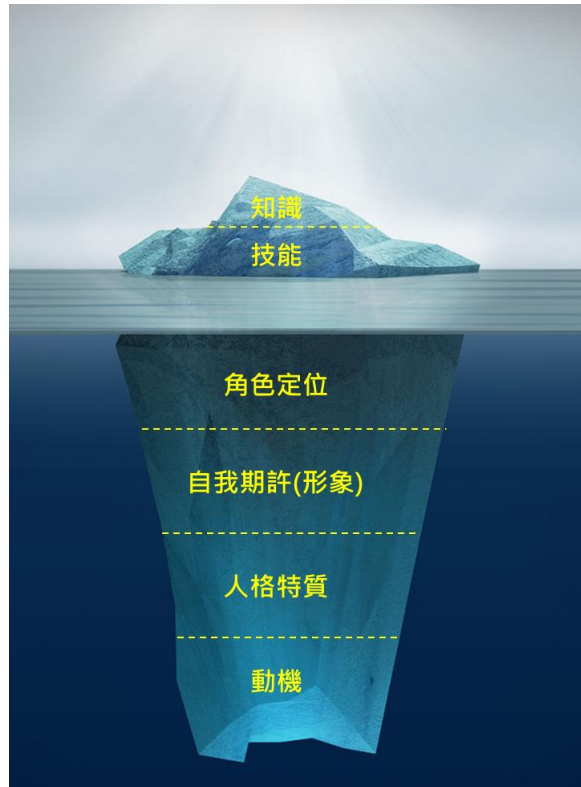 知識
技能
角色定位
自我期許(形象)
人格特質
動機